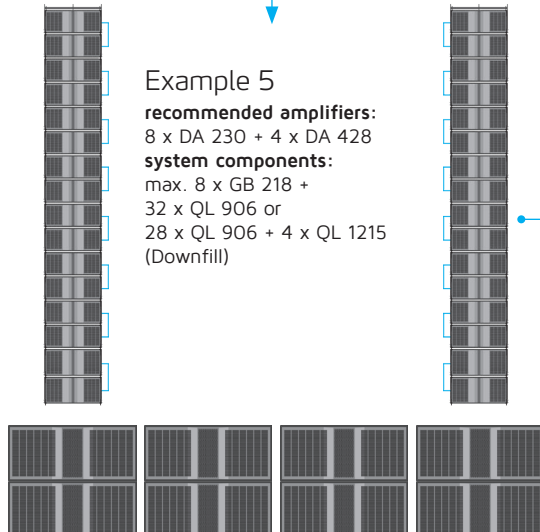 Example 5
recommended amplifiers:
8 x DA 230 + 4 x DA 428
system components:
max. 8 x GB 218 +
32 x QL 906 or
28 x QL 906 + 4 x QL 1215
(Downfill)